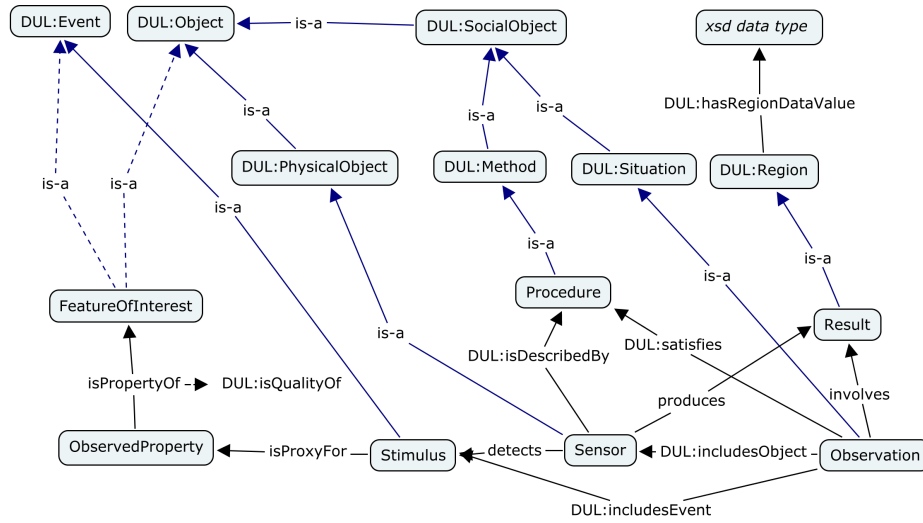 DUL:Event
DUL:Object
is-a
DUL:SocialObject
xsd data type
DUL:hasRegionDataValue
is-a
is-a
is-a
DUL:PhysicalObject
DUL:Method
DUL:Situation
DUL:Region
is-a
is-a
is-a
is-a
is-a
is-a
FeatureOfInterest
Procedure
Result
is-a
DUL:isDescribedBy
DUL:satisfies
isPropertyOf
DUL:isQualityOf
produces
involves
ObservedProperty
isProxyFor
Stimulus
detects
Sensor
DUL:includesObject
Observation
DUL:includesEvent